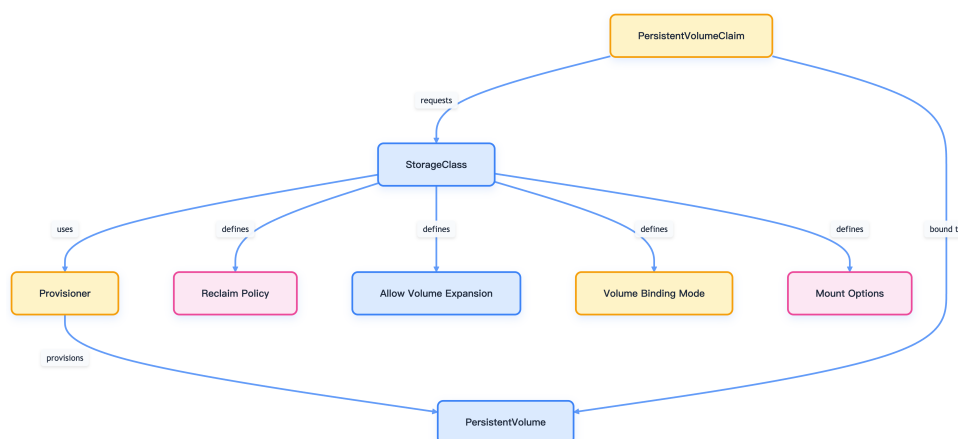 PersistentVolumeClaim
requests
StorageClass
uses
defines
defines
defines
defines
bound t
Provisioner
Reclaim Policy
Allow Volume Expansion
Volume Binding Mode
Mount Options
provisions
PersistentVolume